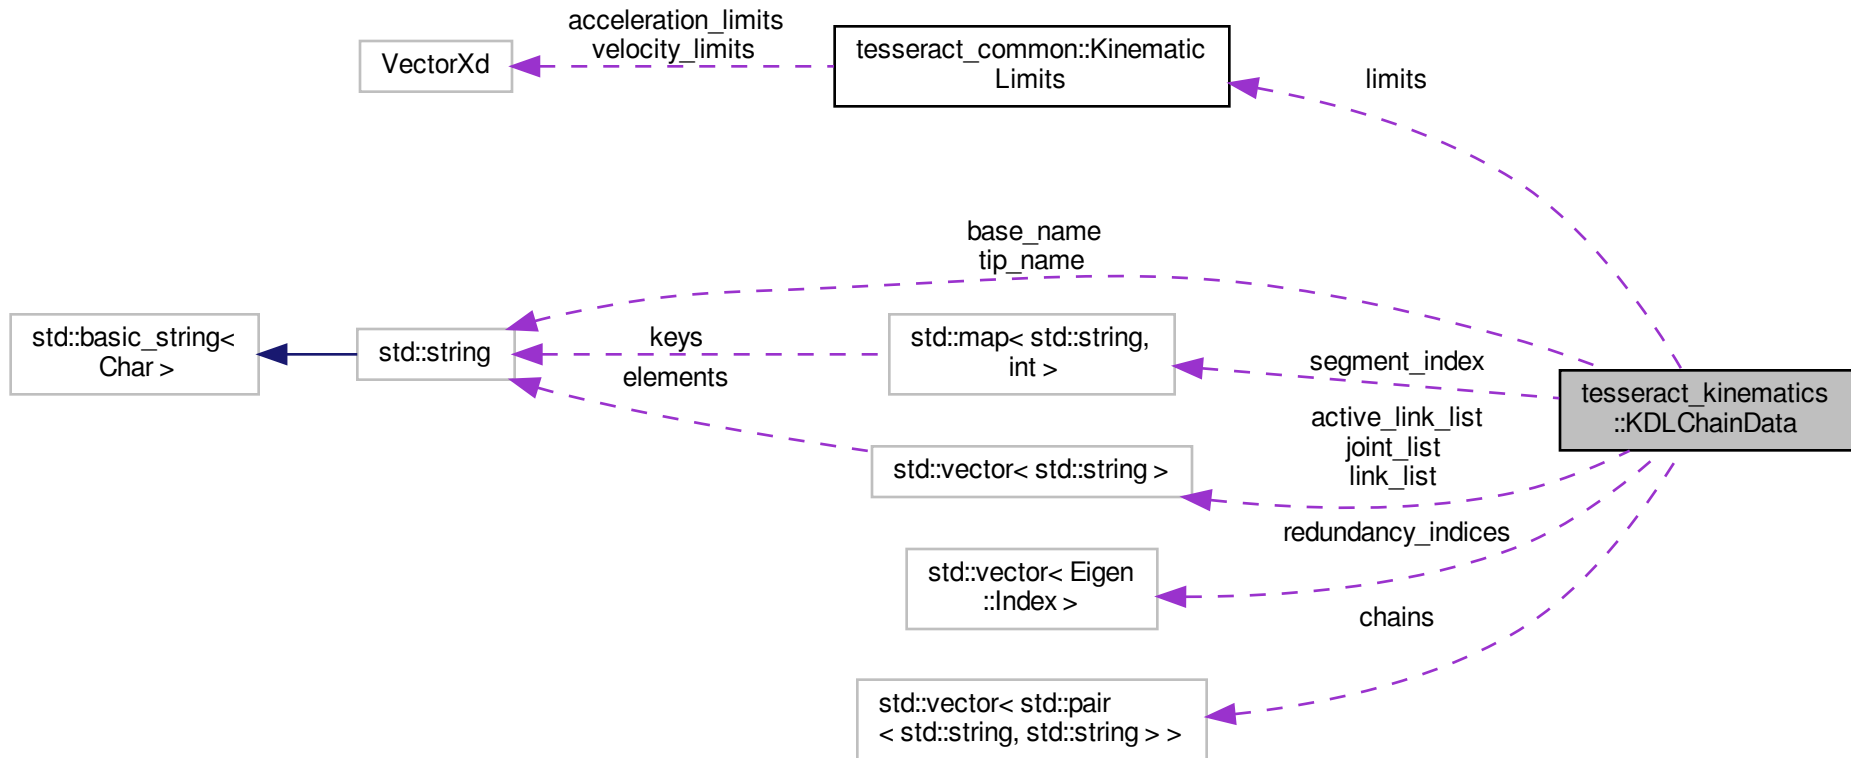 acceleration_limits
velocity_limits
VectorXd
tesseract_common::Kinematic
Limits
limits
base_name
tip_name
std::basic_string<
Char >
std::string
keys
elements
std::map< std::string,
int >
segment_index
tesseract_kinematics
::KDLChainData
active_link_list
joint_list
link_list
std::vector< std::string >
redundancy_indices
std::vector< Eigen
::Index >
chains
std::vector< std::pair
< std::string, std::string > >